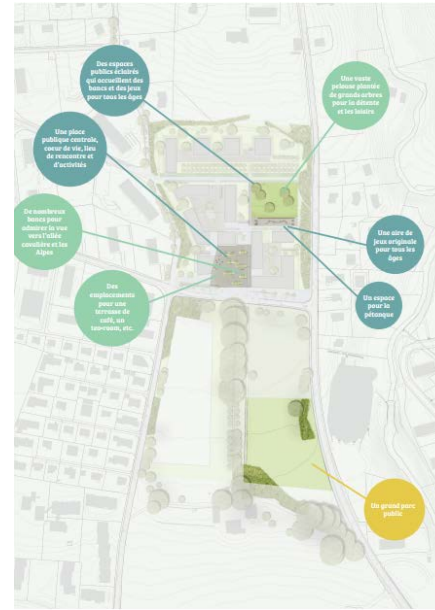 Des espaces
publics éclairés
qui accueillent des
bancs et des jeux
pour tous les âges
Une vaste
pelouse plantée
de grands arbres
pour la détente
et les loisirs
Une place
publique centrale,
cœur de vie, lieu
de rencontre et
d'activités
De nombreux
bancs pour
admirer la vue
vers l'allée
cavalière et les
Alpes
Une aire de
jeux originale
pour tous les
âges
Des
emplacements
pour une
terrasse de
café, un
tea-room, etc.
Un espace
pour la
pétanque
Un grand parc
public